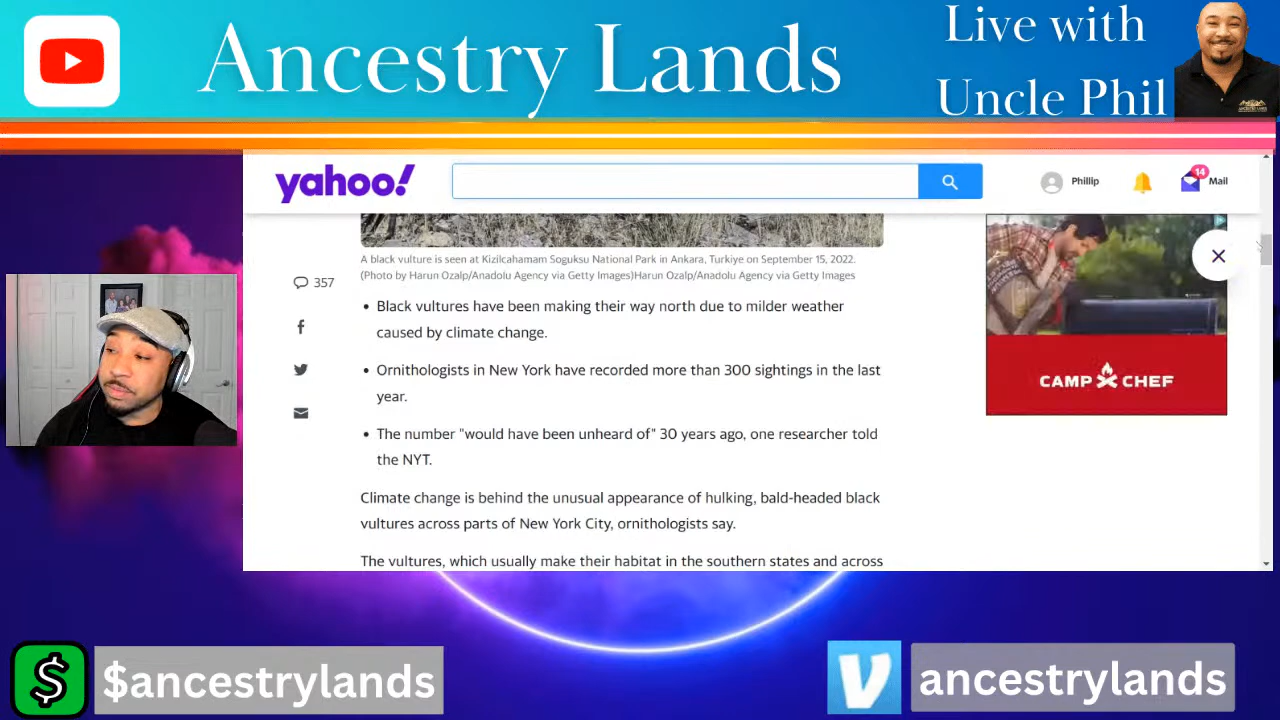 Ancestry Lands
Live with
Uncle Phil
yahoo!
Phillip
14
Mail
A black vulture is seen at Kizilcahamam Soguksu National Park in Ankara, Turkiye on September 15, 2022.
(Photo by Harun Ozalp/Anadolu Agency via Getty Images)Harun Ozalp/Anadolu Agency via Getty Images
357
• Black vultures have been making their way north due to milder weather
caused by climate change.
• Ornithologists in New York have recorded more than 300 sightings in the last
year.
• The number "would have been unheard of" 30 years ago, one researcher told
the NYT.
Climate change is behind the unusual appearance of hulking, bald-headed black
vultures across parts of New York City, ornithologists say.
The vultures, which usually make their habitat in the southern states and across
CAMP CHEF
$ancestrylands
ancestrylands